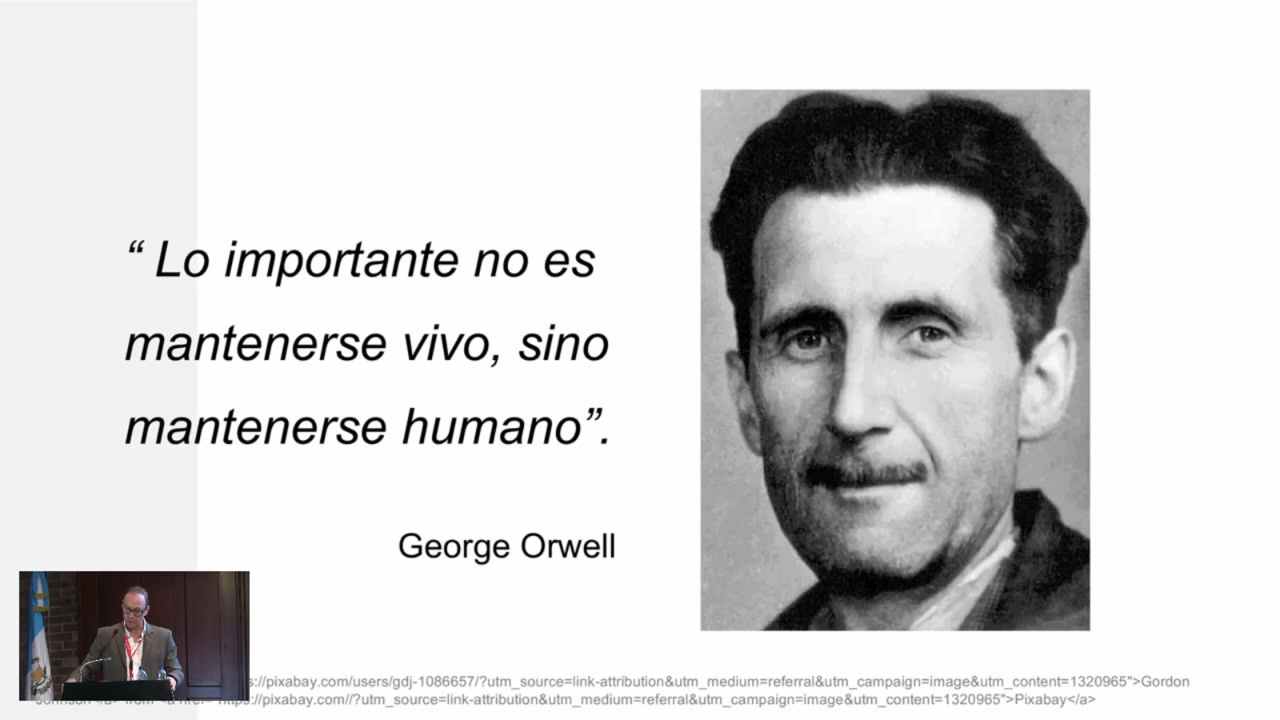 “ Lo importante no es
mantenerse vivo, sino
mantenerse humano”.
George Orwell
s://pixabay.com/users/gdj-1086657/?utm_source=link-attribution&utm_medium=referral&utm_campaign=image&utm_content=1320965">Gordon
https://pixabay.com//?utm_source=link-attribution&utm_medium=referral&utm_campaign=image&utm_content=1320965">Pixabay</a>